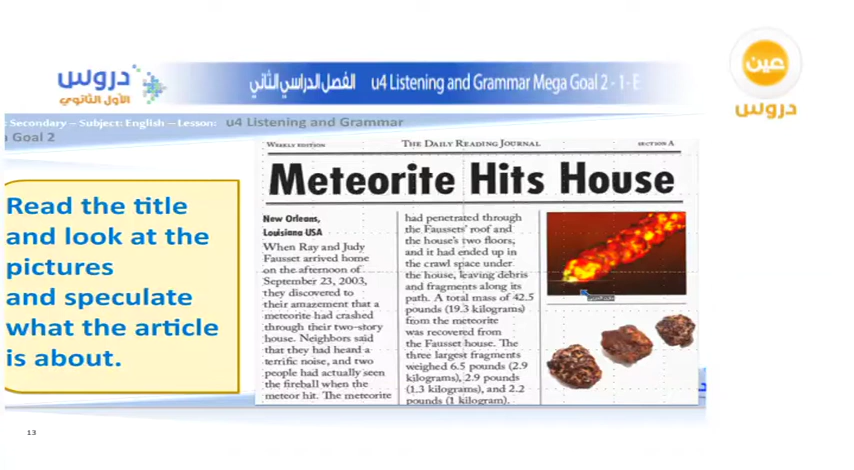 عين
دروس
دروس
الأول الثانوي
الفصل الدراسي الثاني u4 Listening and Grammar Mega Goal 2 - 1- E
: Secondary – Subject: English – Lesson: u4 Listening and Grammar
Goal 2
Read the title
and look at the
pictures
and speculate
what the article
is about.
WEEKLY EDITION THE DAILY READING JOURNAL SECTION A
Meteorite Hits House
New Orleans,
Louisiana USA
When Ray and Judy
Fausset arrived home
on the afternoon of
September 23, 2003,
they discovered to
their amazement that a
meteorite had crashed
through their two-story
house. Neighbors said
that they had heard a
terrific noise, and two
people had actually seen
the fireball when the
meteor hit. The meteorite
had penetrated through
the Faussets' roof and
the house's two floors,
and it had ended up in
the crawl space under
the house, leaving debris
and fragments along its
path. A total mass of 42.5
pounds (19.3 kilograms)
from the meteorite
was recovered from
the Fausset house. The
three largest fragments
weighed 6.5 pounds (2.9
kilograms), 2.9 pounds
(1.3 kilograms), and 2.2
pounds (1 kilogram).
13